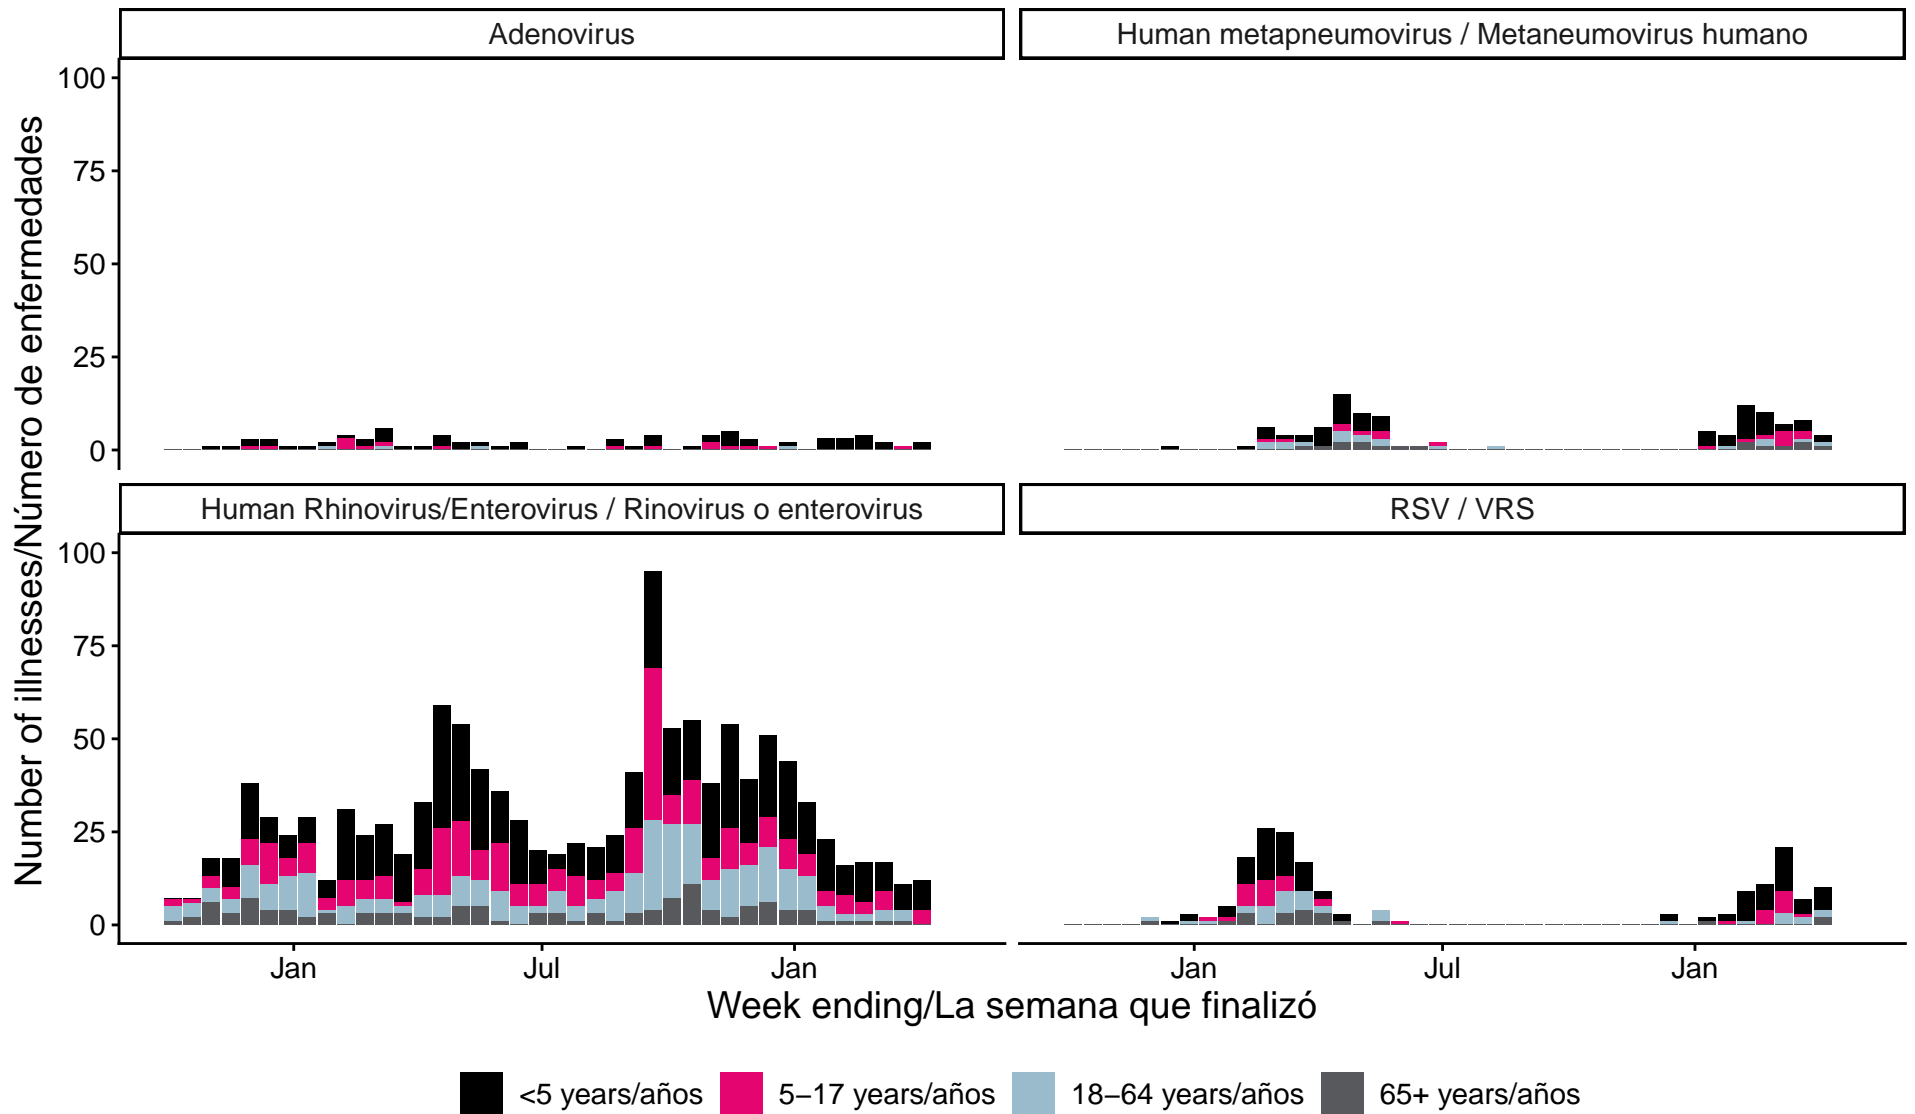 Adenovirus
Human metapneumovirus / Metaneumovirus humano
100
75
50
25
0
Human Rhinovirus/Enterovirus / Rinovirus o enterovirus
RSV / VRS
100
75
50
25
0
Number of illnesses/Número de enfermedades
Jan
Jul
Jan
Jan
Jul
Jan
Week ending/La semana que finalizó
<5 years/años
5–17 years/años
18–64 years/años
65+ years/años